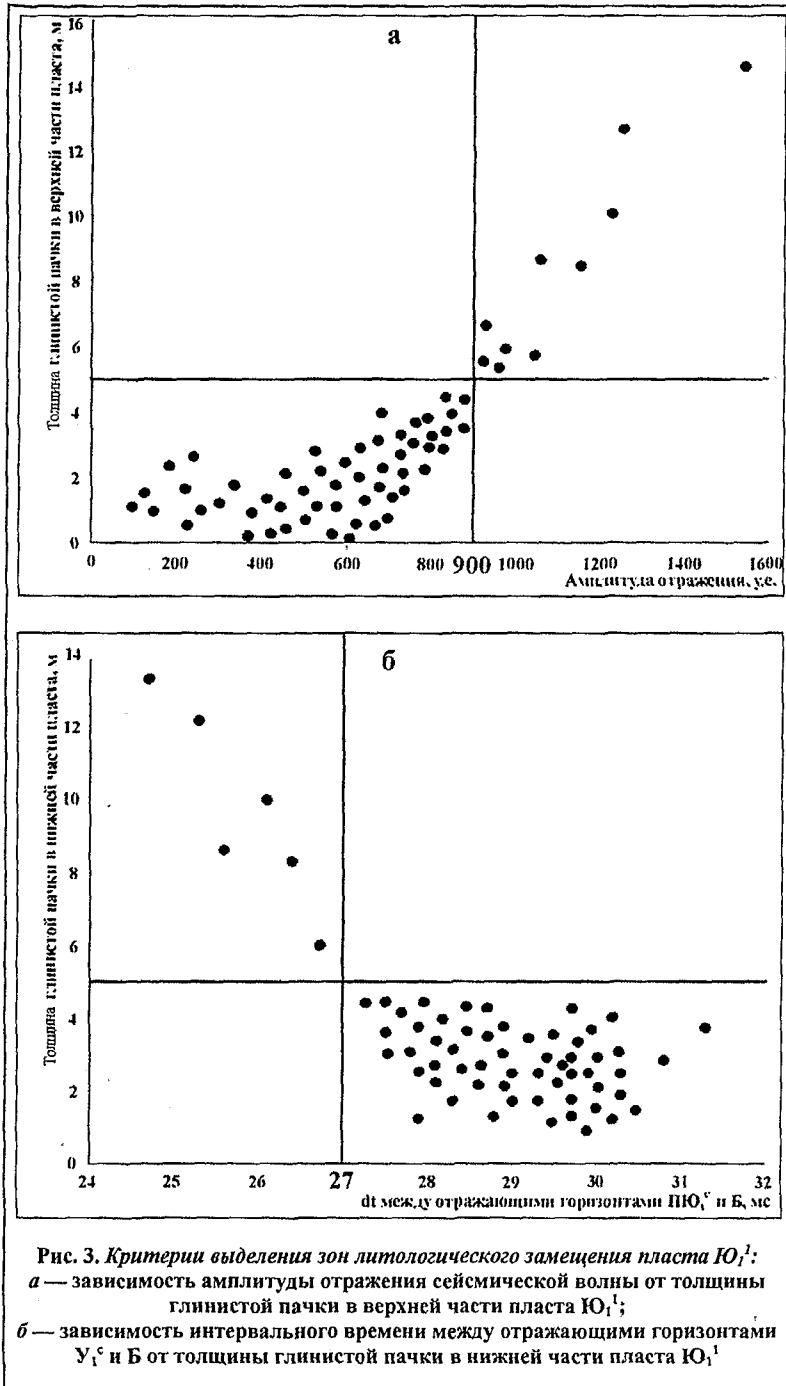 а
Толщина глинистой пачки в верхней части пласта, м
16
14
12
10
8
6
4
2
0
0 200 400 600 800 900 1000 1200 1400 1600
Амплитуда отражения, у.е.
б
Толщина глинистой пачки в нижней части пласта, м
14
12
10
8
6
4
2
0
24 25 26 27 28 29 30 31 32
dt между отражающими горизонтами ПЮ₁ᶜ и Б, мс
Рис. 3. Критерии выделения зон литологического замещения пласта Ю₁¹:
а — зависимость амплитуды отражения сейсмической волны от толщины
глинистой пачки в верхней части пласта Ю₁¹;
б — зависимость интервального времени между отражающими горизонтами
У₁ᶜ и Б от толщины глинистой пачки в нижней части пласта Ю₁¹